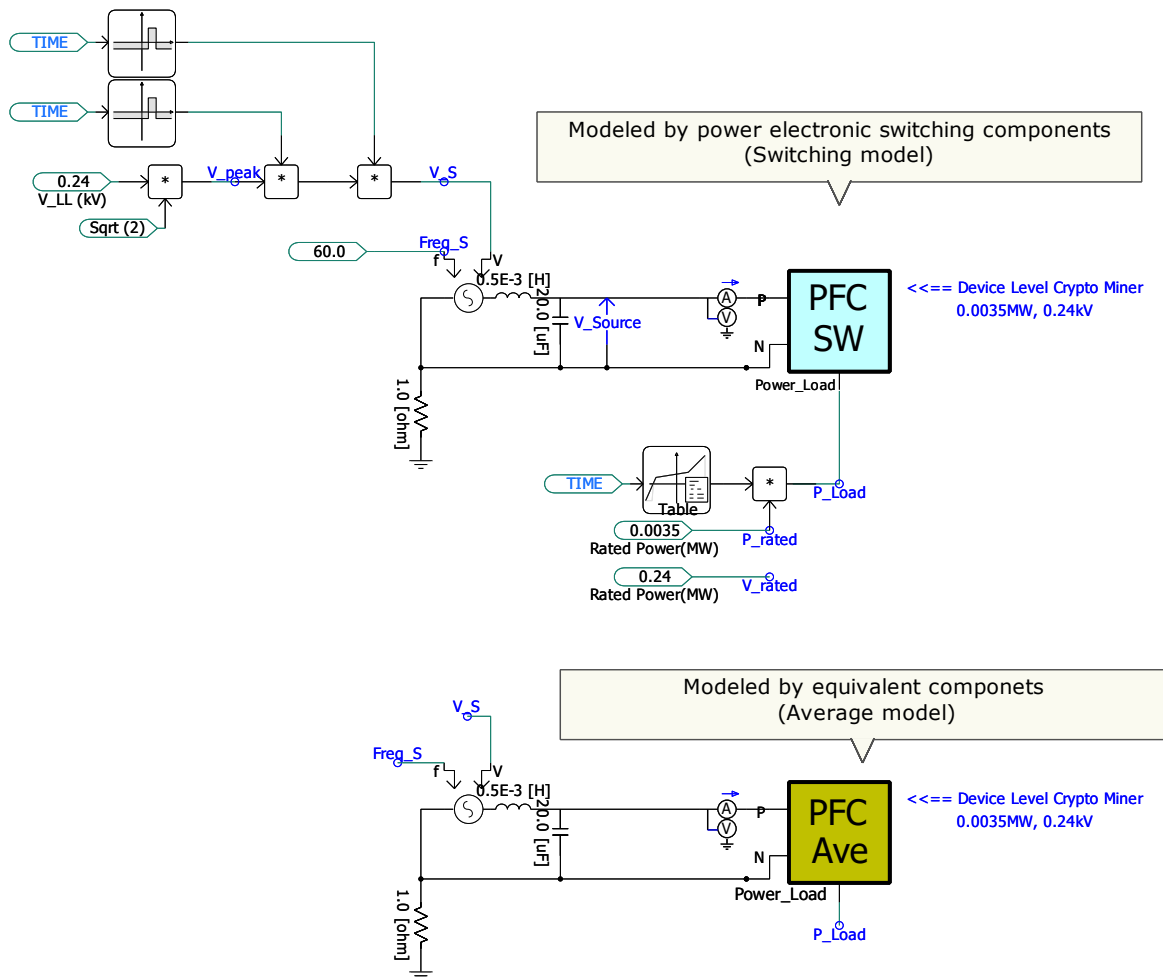 TIME
TIME
Modeled by power electronic switching components
(Switching model)
*
V_peak
*
*
V_S
0.24
V_LL (kV)
Sqrt (2)
60.0
Freq_S
f
V
0.5E-3 [H]
20.0 [uF]
V_Source
A
V
P
N
PFC
SW
<<== Device Level Crypto Miner
0.0035MW, 0.24kV
Power_Load
1.0 [ohm]
TIME
Table
*
P_Load
0.0035
Rated Power(MW)
P_rated
0.24
Rated Power(MW)
V_rated
Modeled by equivalent componets
(Average model)
V_S
Freq_S
f
V
0.5E-3 [H]
20.0 [uF]
A
V
P
N
PFC
Ave
<<== Device Level Crypto Miner
0.0035MW, 0.24kV
Power_Load
1.0 [ohm]
P_Load